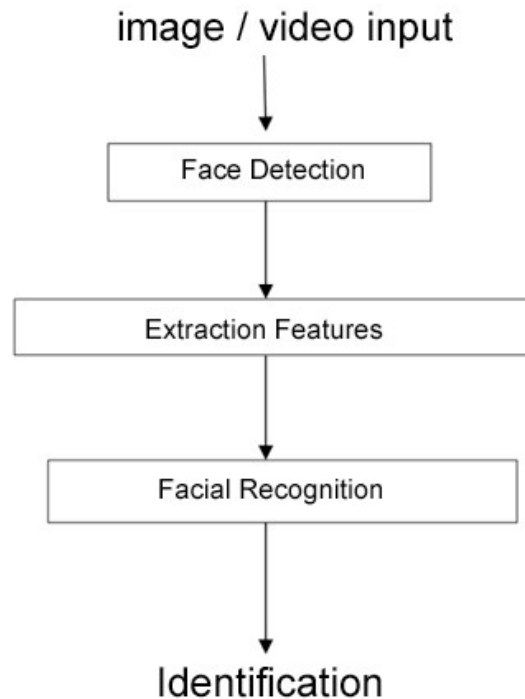 image / video input
Face Detection
Extraction Features
Facial Recognition
Identification